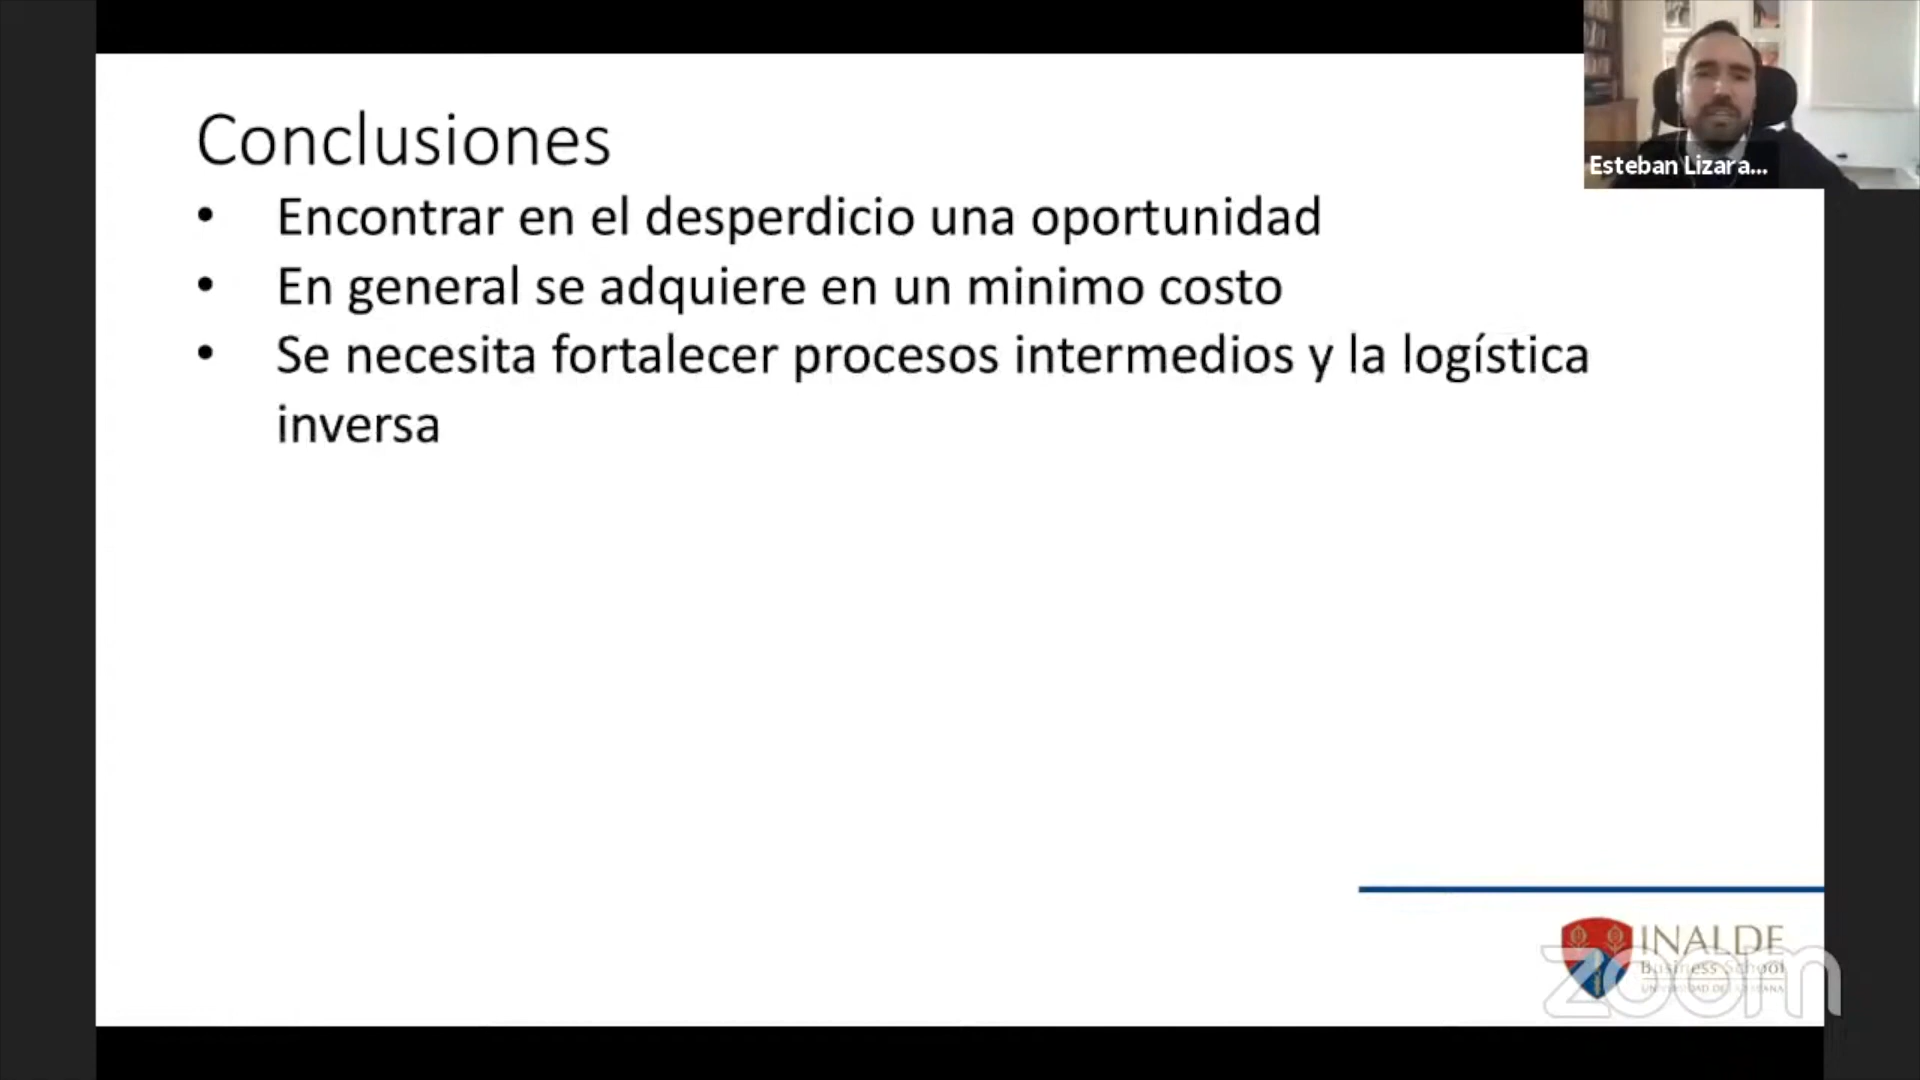 Esteban Lizara...
Conclusiones
• Encontrar en el desperdicio una oportunidad
• En general se adquiere en un minimo costo
• Se necesita fortalecer procesos intermedios y la logística
inversa
INALDE
Business School
zoom